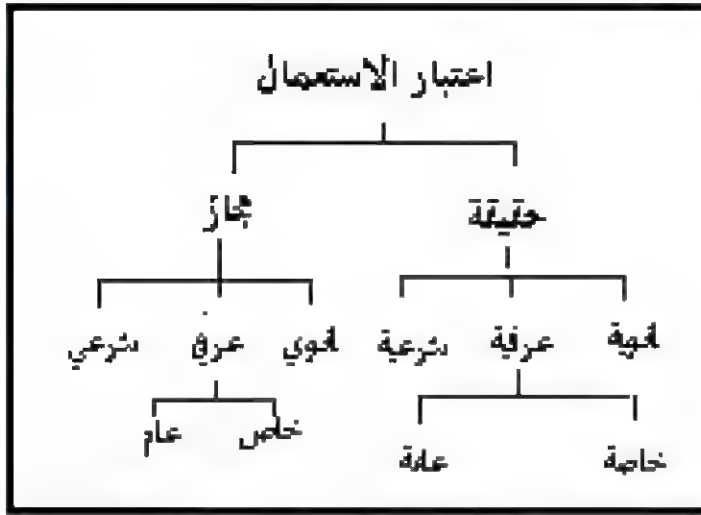 اعتبار الاستعمال
حقيقة مجاز
لغوية عرفية شرعية لغوي عرفي شرعي
خاصة عامة خاص عام